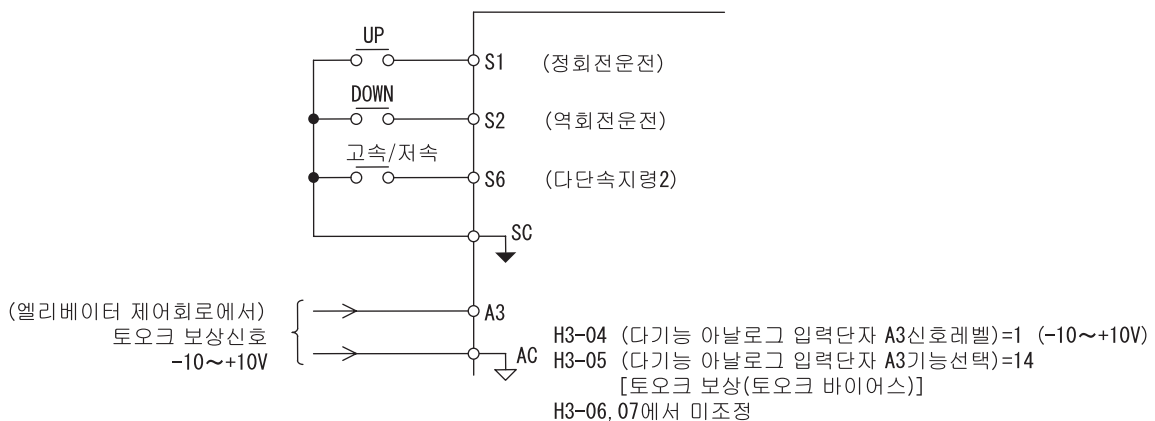 UP
S1 (정회전운전)
DOWN
S2 (역회전운전)
고속/저속
S6 (다단속지령2)
SC
(엘리베이터 제어회로에서)
토오크 보상신호
-10~+10V
A3
AC
H3-04 (다기능 아날로그 입력단자 A3신호레벨)=1 (-10~+10V)
H3-05 (다기능 아날로그 입력단자 A3기능선택)=14
[토오크 보상(토오크 바이어스)]
H3-06,07에서 미조정